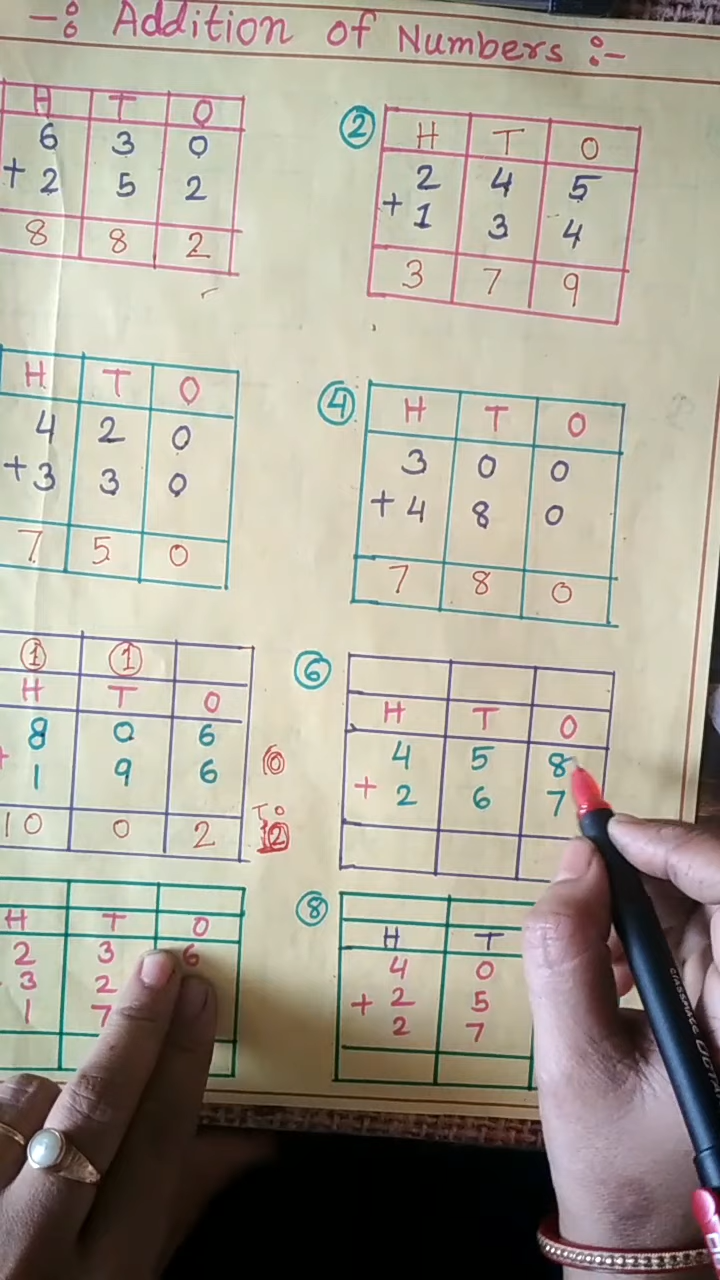 -: Addition of Numbers :-
H T O
6 3 0
+ 2 5 2
8 8 2
2
H T O
2 4 5
+ 1 3 4
3 7 9
H T O
4 2 0
+ 3 3 0
7 5 0
4
H T O
3 0 0
+ 4 8 0
7 8 0
1 1
H T O
8 0 6
+ 1 9 6
10 0 2
T O
12
6
H T O
4 5 8
+ 2 6 7
H T O
2 3 6
3 2
1 7
8
H T
4 0
+ 2 5
2 7
CLASSMATE OCTANE